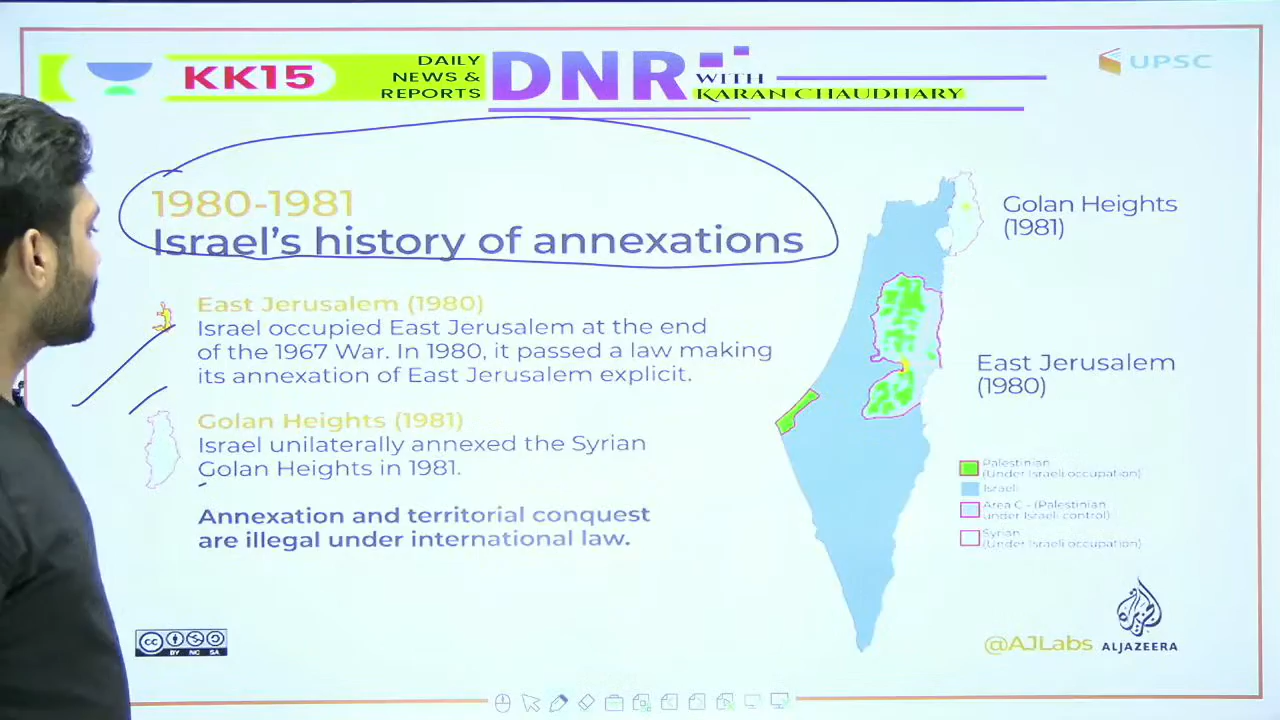 KK15
DAILY
NEWS &
REPORTS
DNR
WITH
KARAN CHAUDHARY
UPSC
1980-1981
Israel's history of annexations
East Jerusalem (1980)
Israel occupied East Jerusalem at the end
of the 1967 War. In 1980, it passed a law making
its annexation of East Jerusalem explicit.
Golan Heights (1981)
Israel unilaterally annexed the Syrian
Golan Heights in 1981.
Annexation and territorial conquest
are illegal under international law.
Golan Heights
(1981)
East Jerusalem
(1980)
Palestinian
(Under Israeli occupation)
Israeli
Area C - (Palestinian
under Israeli control)
Syrian
(Under Israeli occupation)
@AJLabs
ALJAZEERA
cc
BY NC SA